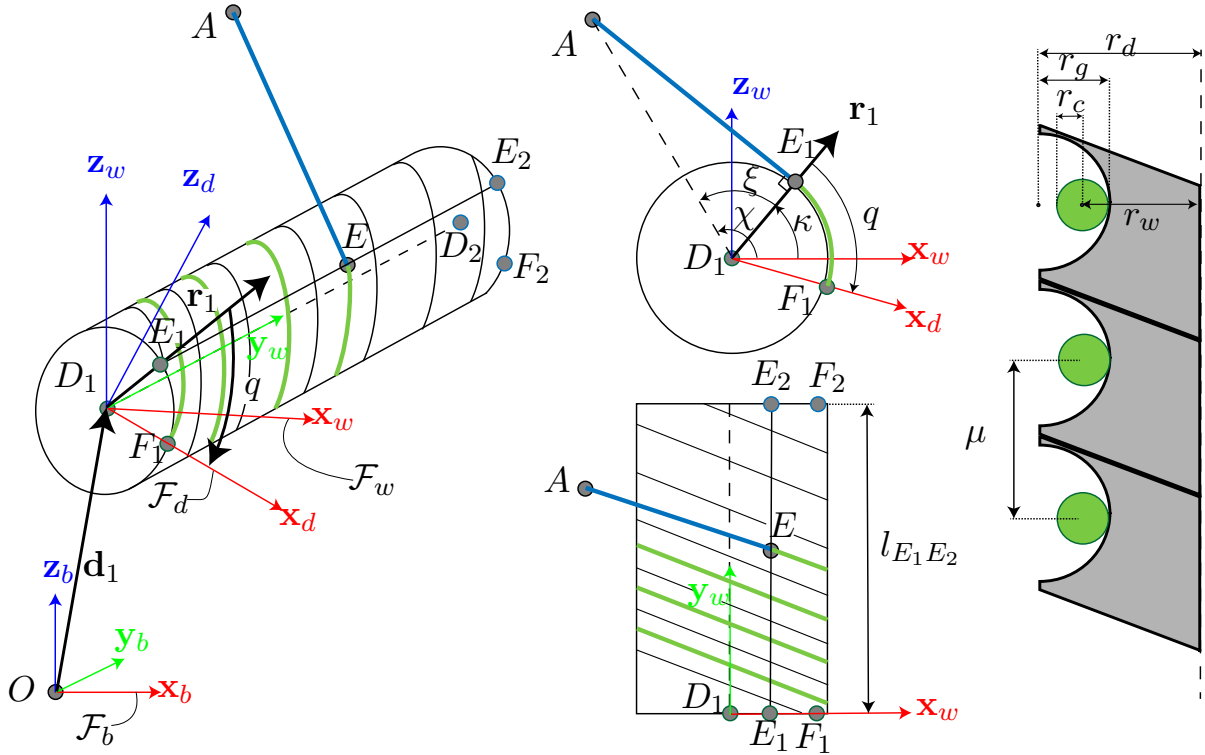 A
z_w
z_d
E_2
E
D_2
F_2
r_1
E_1
y_w
D_1
q
x_w
F_1
F_w
F_d
x_d
d_1
z_b
y_b
O
x_b
F_b
A
z_w
r_1
E_1
ξ
χ
κ
q
D_1
x_w
F_1
x_d
E_2
F_2
A
E
l_{E_1E_2}
y_w
D_1
x_w
E_1
F_1
r_d
r_g
r_c
r_w
μ